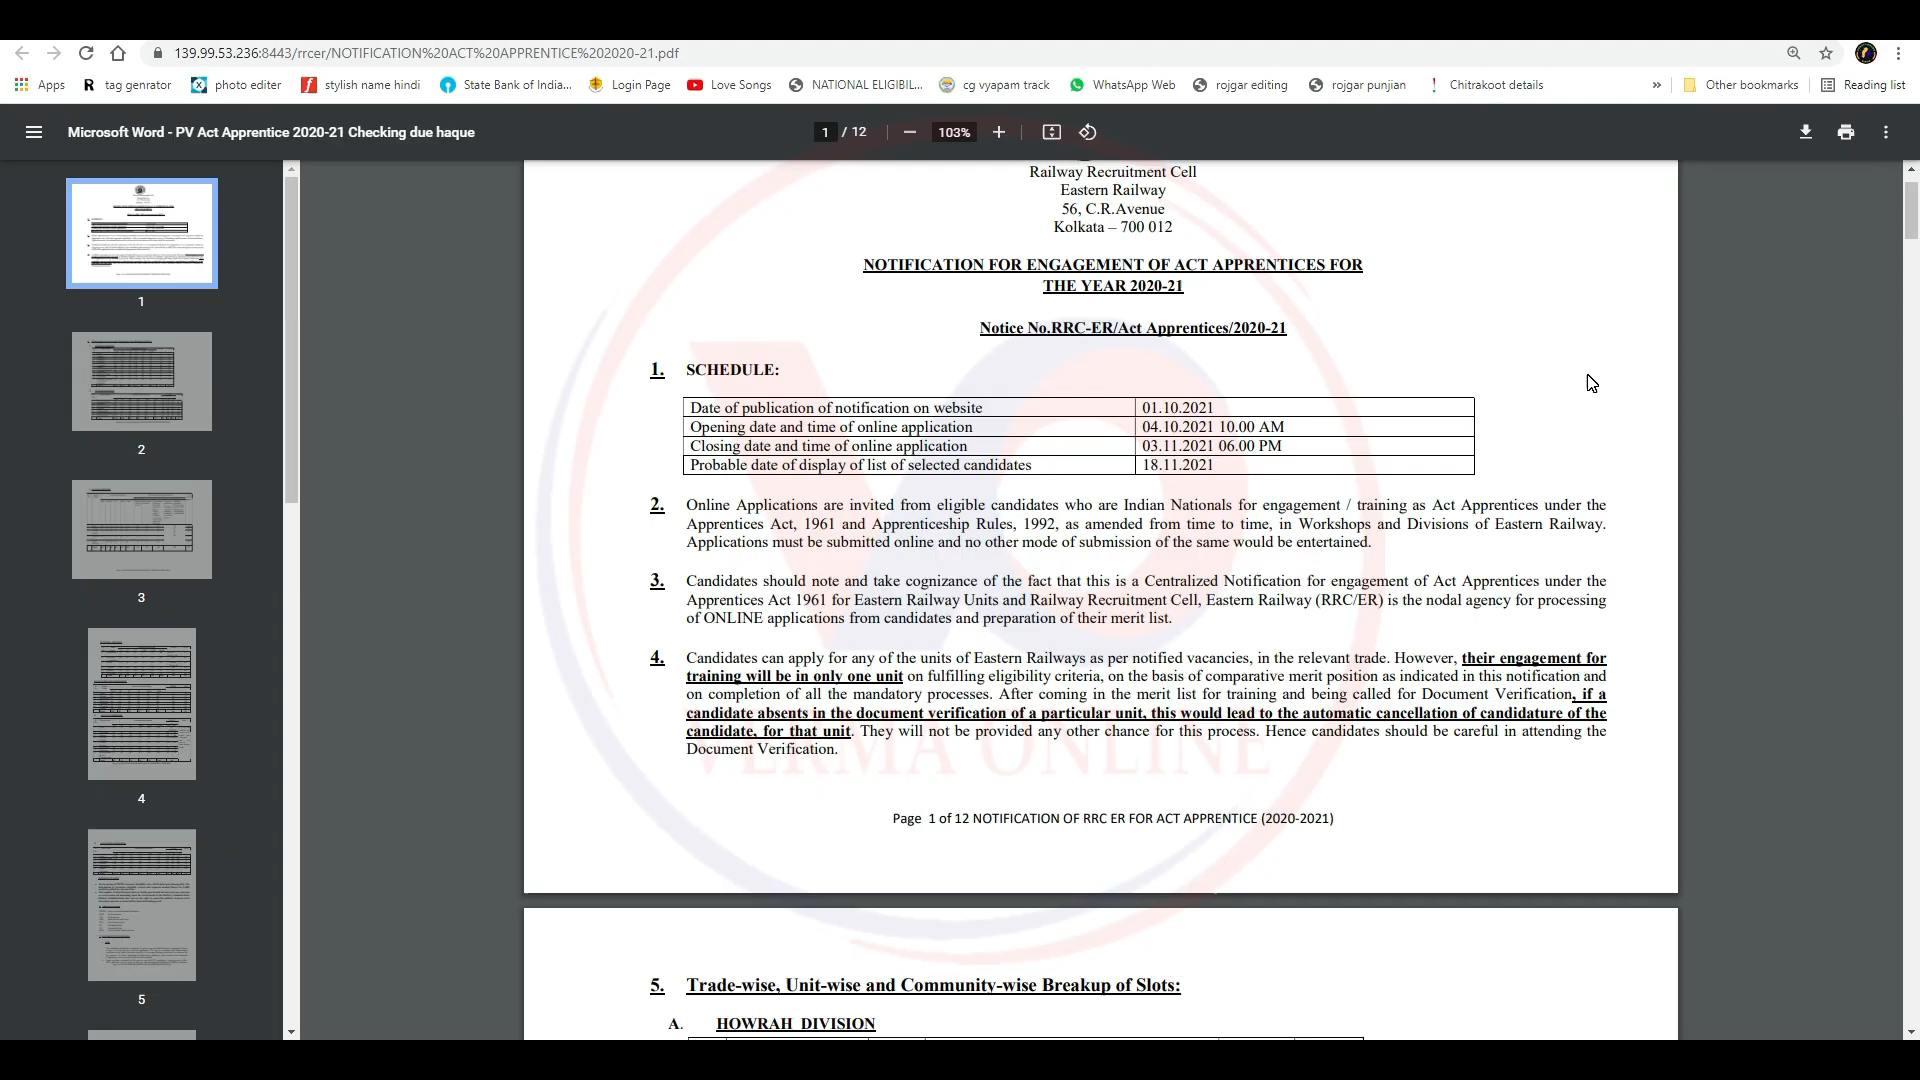 139.99.53.236:8443/rrcer/NOTIFICATION%20ACT%20APPRENTICE%202020-21.pdf
Apps R tag genrator photo editer stylish name hindi State Bank of India... Login Page Love Songs NATIONAL ELIGIBIL... cg vyapam track WhatsApp Web rojgar editing rojgar punjian Chitrakoot details » Other bookmarks Reading list
Microsoft Word - PV Act Apprentice 2020-21 Checking due haque 1 / 12 103%
Railway Recruitment Cell
Eastern Railway
56, C.R.Avenue
Kolkata – 700 012
NOTIFICATION FOR ENGAGEMENT OF ACT APPRENTICES FOR
THE YEAR 2020-21
Notice No.RRC-ER/Act Apprentices/2020-21
1. SCHEDULE:
Date of publication of notification on website 01.10.2021
Opening date and time of online application 04.10.2021 10.00 AM
Closing date and time of online application 03.11.2021 06.00 PM
Probable date of display of list of selected candidates 18.11.2021
2. Online Applications are invited from eligible candidates who are Indian Nationals for engagement / training as Act Apprentices under the
Apprentices Act, 1961 and Apprenticeship Rules, 1992, as amended from time to time, in Workshops and Divisions of Eastern Railway.
Applications must be submitted online and no other mode of submission of the same would be entertained.
3. Candidates should note and take cognizance of the fact that this is a Centralized Notification for engagement of Act Apprentices under the
Apprentices Act 1961 for Eastern Railway Units and Railway Recruitment Cell, Eastern Railway (RRC/ER) is the nodal agency for processing
of ONLINE applications from candidates and preparation of their merit list.
4. Candidates can apply for any of the units of Eastern Railways as per notified vacancies, in the relevant trade. However, their engagement for
training will be in only one unit on fulfilling eligibility criteria, on the basis of comparative merit position as indicated in this notification and
on completion of all the mandatory processes. After coming in the merit list for training and being called for Document Verification, if a
candidate absents in the document verification of a particular unit, this would lead to the automatic cancellation of candidature of the
candidate, for that unit. They will not be provided any other chance for this process. Hence candidates should be careful in attending the
Document Verification.
VERMA ONLINE
Page 1 of 12 NOTIFICATION OF RRC ER FOR ACT APPRENTICE (2020-2021)
5. Trade-wise, Unit-wise and Community-wise Breakup of Slots:
A. HOWRAH DIVISION
1
2
3
4
5